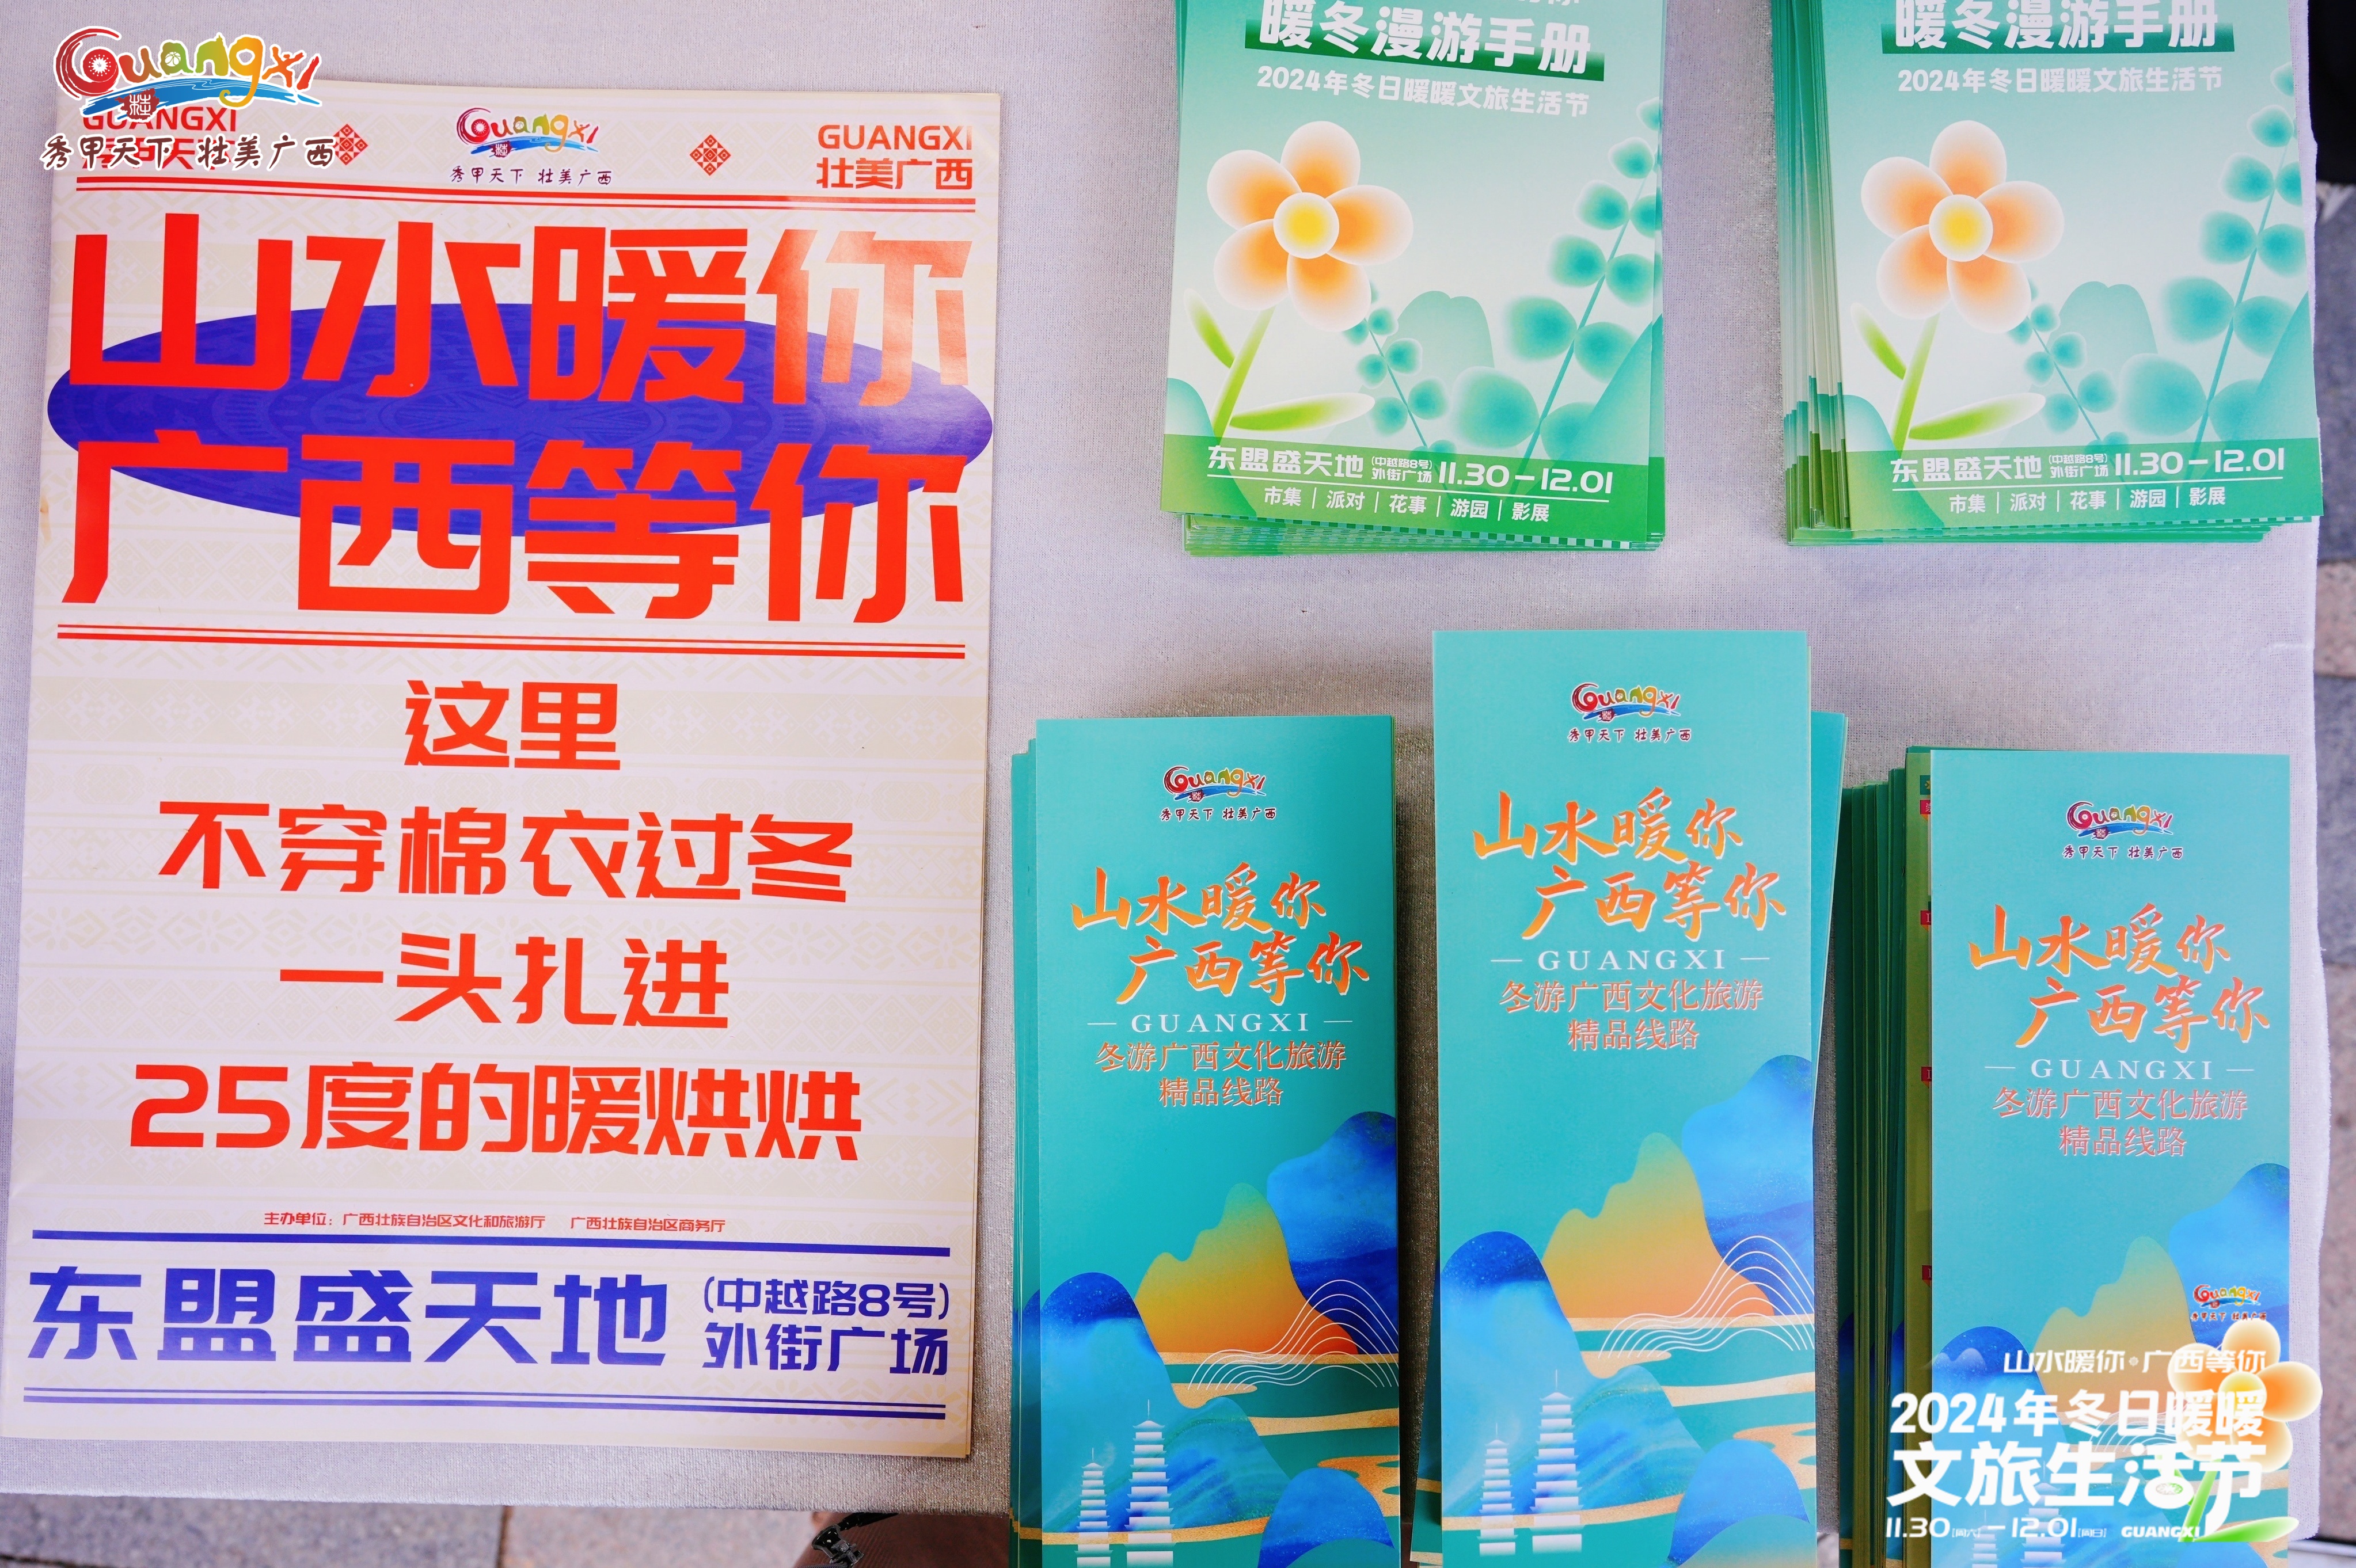 Guangxi
秀甲天下 壮美广西
GUANGXI
Guangxi
秀甲天下 壮美广西
GUANGXI
壮美广西
山水暖你
广西等你
这里
不穿棉衣过冬
一头扎进
25度的暖烘烘
主办单位：广西壮族自治区文化和旅游厅 广西壮族自治区商务厅
东盟盛天地
(中越路8号)
外街广场
暖冬漫游手册
2024年冬日暖暖文旅生活节
东盟盛天地 (中越路8号) 外街广场 11.30-12.01
市集 | 派对 | 花事 | 游园 | 影展
暖冬漫游手册
2024年冬日暖暖文旅生活节
东盟盛天地 (中越路8号) 外街广场 11.30-12.01
市集 | 派对 | 花事 | 游园 | 影展
Guangxi
秀甲天下 壮美广西
山水暖你
广西等你
GUANGXI
冬游广西文化旅游
精品线路
Guangxi
秀甲天下 壮美广西
山水暖你
广西等你
GUANGXI
冬游广西文化旅游
精品线路
Guangxi
秀甲天下 壮美广西
山水暖你
广西等你
GUANGXI
冬游广西文化旅游
精品线路
Guangxi
秀甲天下 壮美广西
山水暖你·广西等你
2024年冬日暖暖
文旅生活节
11.30[周六]-12.01[周日] GUANGXI